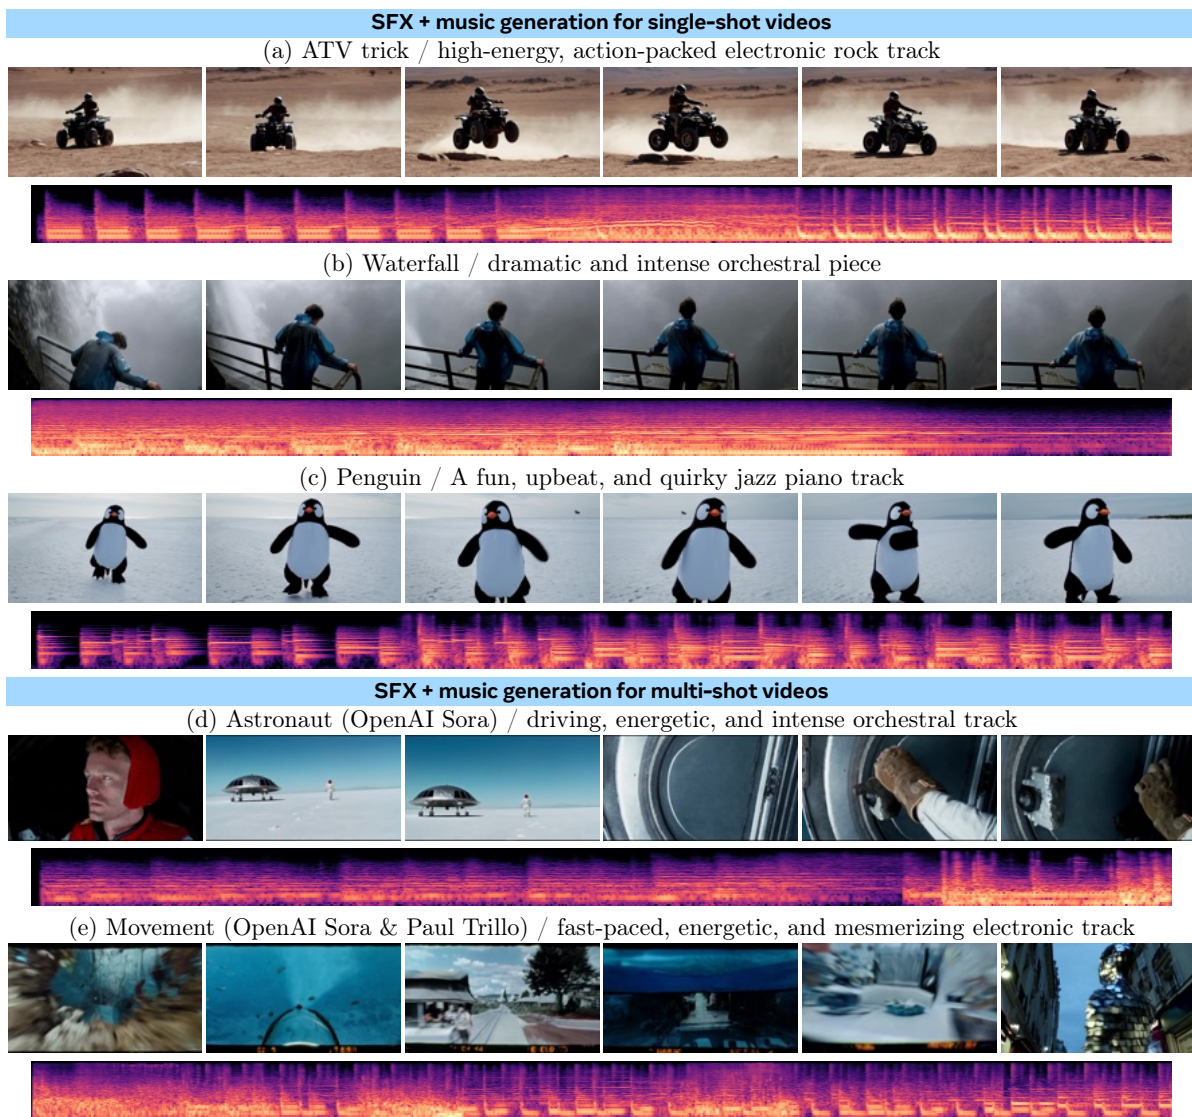 SFX + music generation for single-shot videos
(a) ATV trick / high-energy, action-packed electronic rock track
(b) Waterfall / dramatic and intense orchestral piece
(c) Penguin / A fun, upbeat, and quirky jazz piano track
SFX + music generation for multi-shot videos
(d) Astronaut (OpenAI Sora) / driving, energetic, and intense orchestral track
(e) Movement (OpenAI Sora & Paul Trillo) / fast-paced, energetic, and mesmerizing electronic track